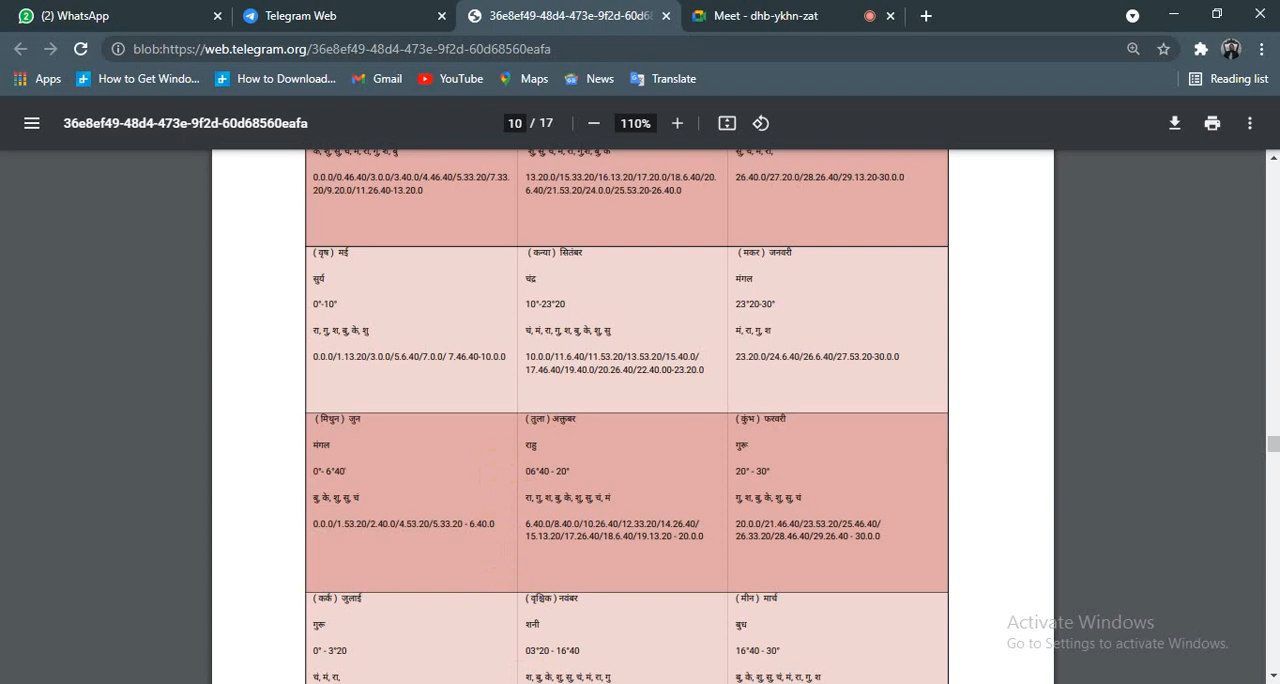 (2) WhatsApp
Telegram Web
36e8ef49-48d4-473e-9f2d-60d68
Meet - dhb-ykhn-zat
blob:https://web.telegram.org/36e8ef49-48d4-473e-9f2d-60d68560eafa
Apps
How to Get Windo...
How to Download...
Gmail
YouTube
Maps
News
Translate
Reading list
36e8ef49-48d4-473e-9f2d-60d68560eafa
10 / 17
110%
0.0.0/0.46.40/3.0.0/3.40.0/4.46.40/5.33.20/7.33.
20/9.20.0/11.26.40-13.20.0
13.20.0/15.33.20/16.13.20/17.20.0/18.6.40/20.
6.40/21.53.20/24.0.0/25.53.20-26.40.0
26.40.0/27.20.0/28.26.40/29.13.20-30.0.0
(वृष) मई
सुर्य
0°-10°
रा, गु, श, बु, के, शु
0.0.0/1.13.20/3.0.0/5.6.40/7.0.0/ 7.46.40-10.0.0
(कन्या) सितंबर
चंद्र
10°-23°20
चं, मं, रा, गु, श, बु, के, शु, सु
10.0.0/11.6.40/11.53.20/13.53.20/15.40.0/
17.46.40/19.40.0/20.26.40/22.40.00-23.20.0
(मकर) जनवरी
मंगल
23°20-30°
मं, रा, गु, श
23.20.0/24.6.40/26.6.40/27.53.20-30.0.0
(मिथुन) जुन
मंगल
0°- 6°40'
बु, के, शु, सु, चं
0.0.0/1.53.20/2.40.0/4.53.20/5.33.20 - 6.40.0
(तुला) अक्तुबर
राहु
06°40 - 20°
रा, गु, श, बु, के, शु, सु, चं, मं
6.40.0/8.40.0/10.26.40/12.33.20/14.26.40/
15.13.20/17.26.40/18.6.40/19.13.20 - 20.0.0
(कुंभ) फरवरी
गुरू
20° - 30°
गु, श, बु, के, शु, सु, चं
20.0.0/21.46.40/23.53.20/25.46.40/
26.33.20/28.46.40/29.26.40 - 30.0.0
(कर्क) जुलाई
गुरू
0° - 3°20
चं, मं, रा,
(वृश्चिक) नवंबर
शनी
03°20 - 16°40
श, बु, के, शु, सु, चं, मं, रा, गु
(मीन) मार्च
बुध
16°40 - 30°
बु, के, शु, सु, चं, मं, रा, गु, श
Activate Windows
Go to Settings to activate Windows.